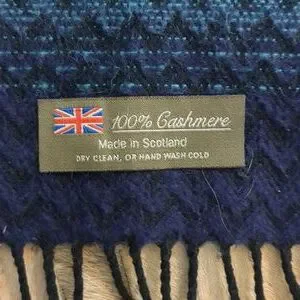 100% Cashmere
Made in Scotland
DRY CLEAN, OR HAND WASH COLD